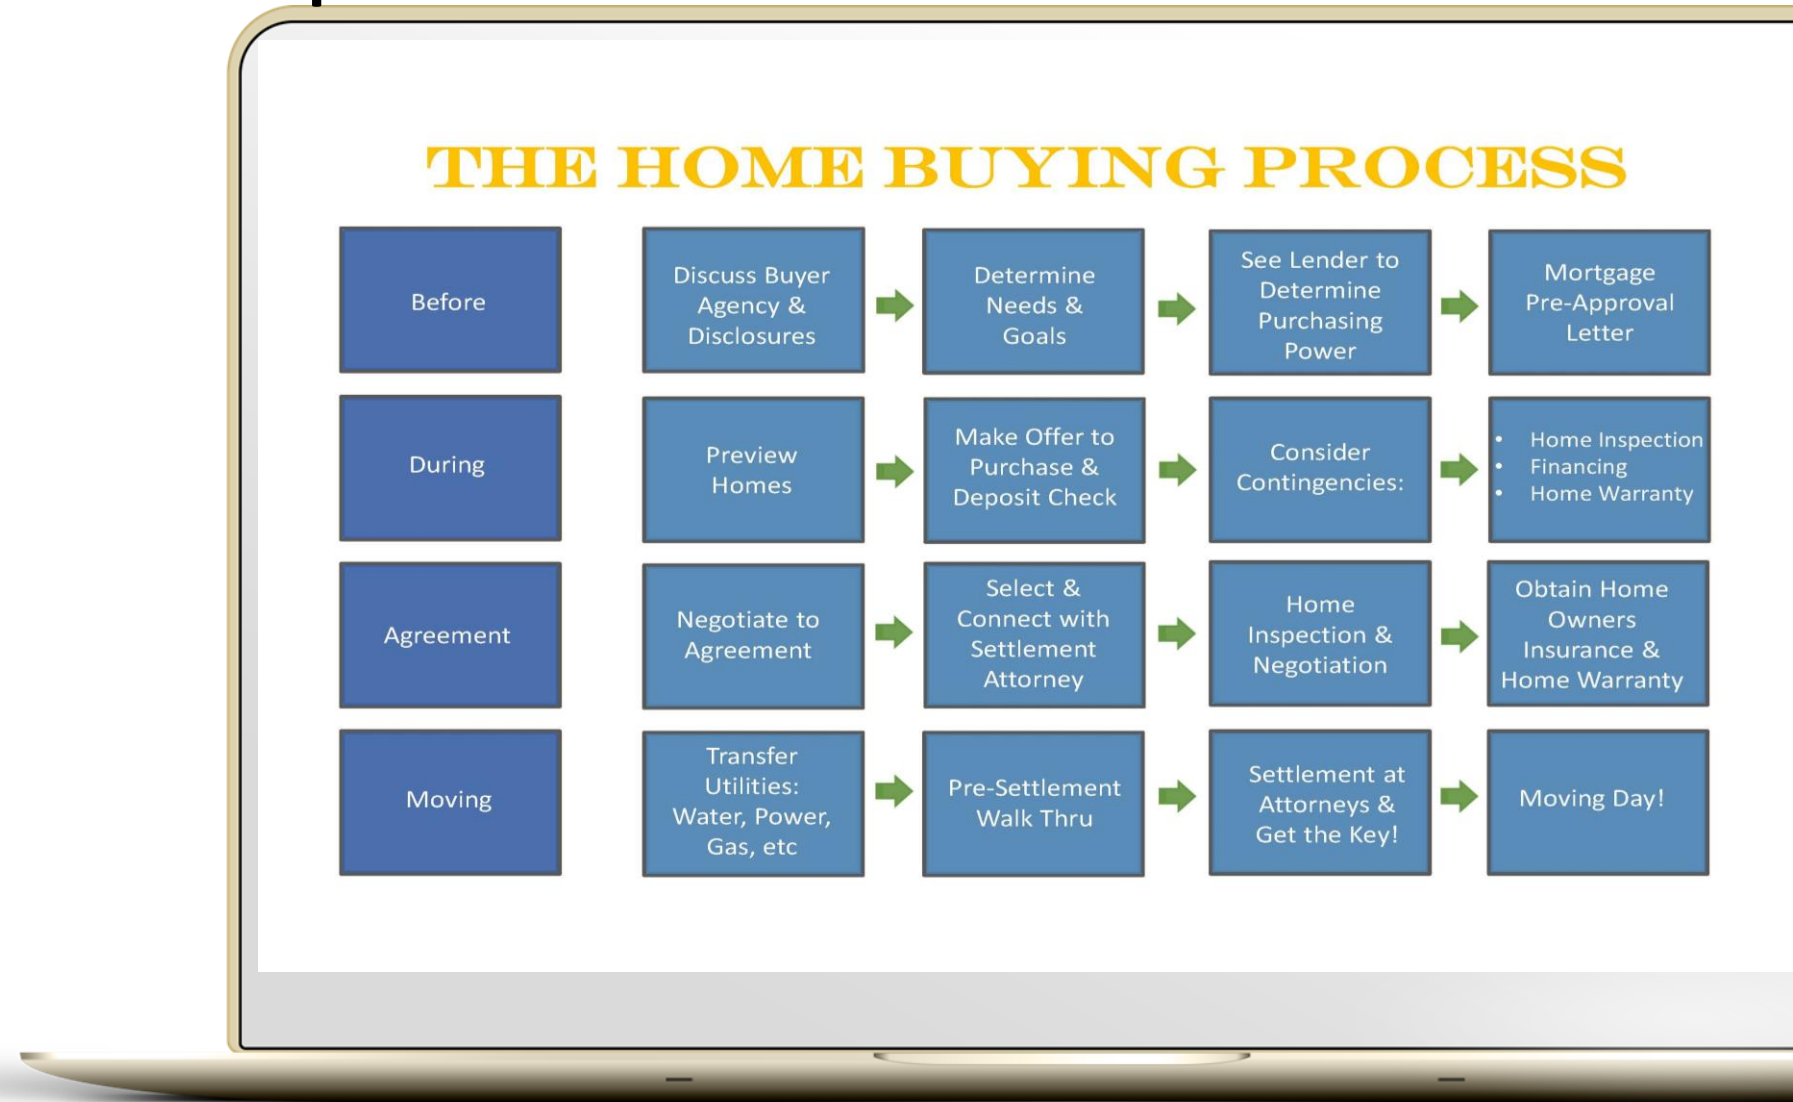 THE HOME BUYING PROCESS
Before
Discuss Buyer
Agency &
Disclosures
Determine
Needs &
Goals
See Lender to
Determine
Purchasing
Power
Mortgage
Pre-Approval
Letter
During
Preview
Homes
Make Offer to
Purchase &
Deposit Check
Consider
Contingencies:
• Home Inspection
• Financing
• Home Warranty
Agreement
Negotiate to
Agreement
Select &
Connect with
Settlement
Attorney
Home
Inspection &
Negotiation
Obtain Home
Owners
Insurance &
Home Warranty
Moving
Transfer
Utilities:
Water, Power,
Gas, etc
Pre-Settlement
Walk Thru
Settlement at
Attorneys &
Get the Key!
Moving Day!